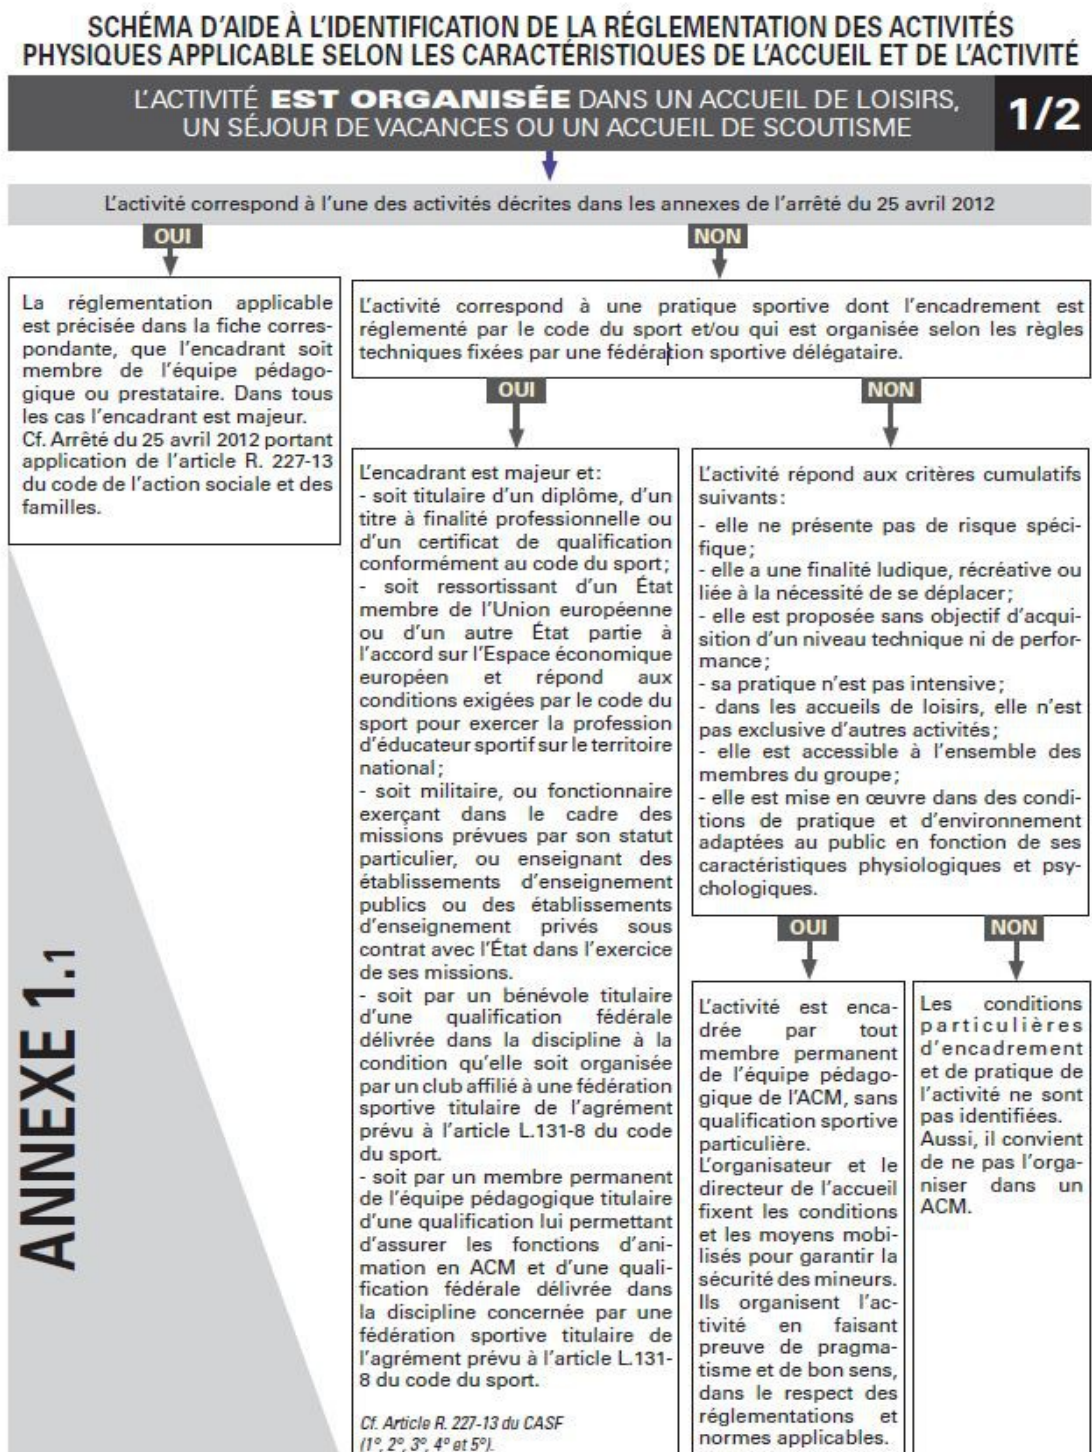 SCHÉMA D'AIDE À L'IDENTIFICATION DE LA RÉGLEMENTATION DES ACTIVITÉS
PHYSIQUES APPLICABLE SELON LES CARACTÉRISTIQUES DE L'ACCUEIL ET DE L'ACTIVITÉ
L'ACTIVITÉ EST ORGANISÉE DANS UN ACCUEIL DE LOISIRS,
UN SÉJOUR DE VACANCES OU UN ACCUEIL DE SCOUTISME
1/2
L'activité correspond à l'une des activités décrites dans les annexes de l'arrêté du 25 avril 2012
OUI
La réglementation applicable
est précisée dans la fiche corres-
pondante, que l'encadrant soit
membre de l'équipe pédago-
gique ou prestataire. Dans tous
les cas l'encadrant est majeur.
Cf. Arrêté du 25 avril 2012 portant
application de l'article R. 227-13
du code de l'action sociale et des
familles.
NON
L'activité correspond à une pratique sportive dont l'encadrement est
réglementé par le code du sport et/ou qui est organisée selon les règles
techniques fixées par une fédération sportive délégataire.
OUI
L'encadrant est majeur et:
- soit titulaire d'un diplôme, d'un
titre à finalité professionnelle ou
d'un certificat de qualification
conformément au code du sport;
- soit ressortissant d'un État
membre de l'Union européenne
ou d'un autre État partie à
l'accord sur l'Espace économique
européen et répond aux
conditions exigées par le code du
sport pour exercer la profession
d'éducateur sportif sur le territoire
national;
- soit militaire, ou fonctionnaire
exerçant dans le cadre des
missions prévues par son statut
particulier, ou enseignant des
établissements d'enseignement
publics ou des établissements
d'enseignement privés sous
contrat avec l'État dans l'exercice
de ses missions.
- soit par un bénévole titulaire
d'une qualification fédérale
délivrée dans la discipline à la
condition qu'elle soit organisée
par un club affilié à une fédération
sportive titulaire de l'agrément
prévu à l'article L.131-8 du code
du sport.
- soit par un membre permanent
de l'équipe pédagogique titulaire
d'une qualification lui permettant
d'assurer les fonctions d'ani-
mation en ACM et d'une quali-
fication fédérale délivrée dans
la discipline concernée par une
fédération sportive titulaire de
l'agrément prévu à l'article L.131-
8 du code du sport.
Cf. Article R. 227-13 du CASF
(1°, 2°, 3°, 4° et 5°).
NON
L'activité répond aux critères cumulatifs
suivants:
- elle ne présente pas de risque spéci-
fique;
- elle a une finalité ludique, récréative ou
liée à la nécessité de se déplacer;
- elle est proposée sans objectif d'acqui-
sition d'un niveau technique ni de perfor-
mance;
- sa pratique n'est pas intensive;
- dans les accueils de loisirs, elle n'est
pas exclusive d'autres activités;
- elle est accessible à l'ensemble des
membres du groupe;
- elle est mise en œuvre dans des condi-
tions de pratique et d'environnement
adaptées au public en fonction de ses
caractéristiques physiologiques et psy-
chologiques.
OUI
L'activité est enca-
drée par tout
membre permanent
de l'équipe pédago-
gique de l'ACM, sans
qualification sportive
particulière.
L'organisateur et le
directeur de l'accueil
fixent les conditions
et les moyens mobi-
lisés pour garantir la
sécurité des mineurs.
Ils organisent l'ac-
tivité en faisant
preuve de pragma-
tisme et de bon sens,
dans le respect des
réglementations et
normes applicables.
NON
Les conditions
particulières
d'encadrement
et de pratique de
l'activité ne sont
pas identifiées.
Aussi, il convient
de ne pas l'orga-
niser dans un
ACM.
ANNEXE 1.1